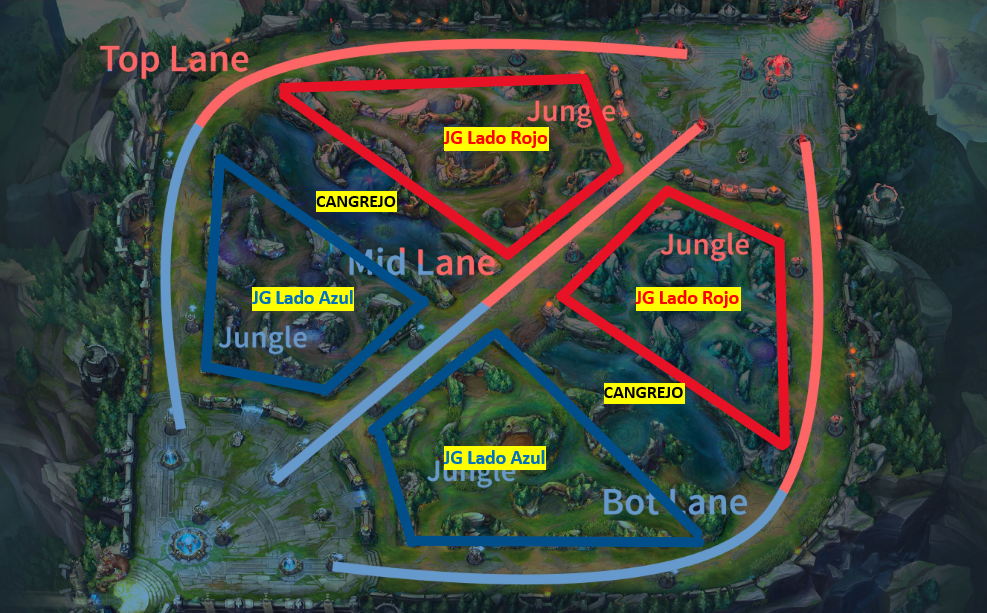 Top Lane
Jungle
JG Lado Rojo
CANGREJO
Mid Lane
Jungle
JG Lado Azul
JG Lado Rojo
Jungle
CANGREJO
JG Lado Azul
Jungle
Bot Lane